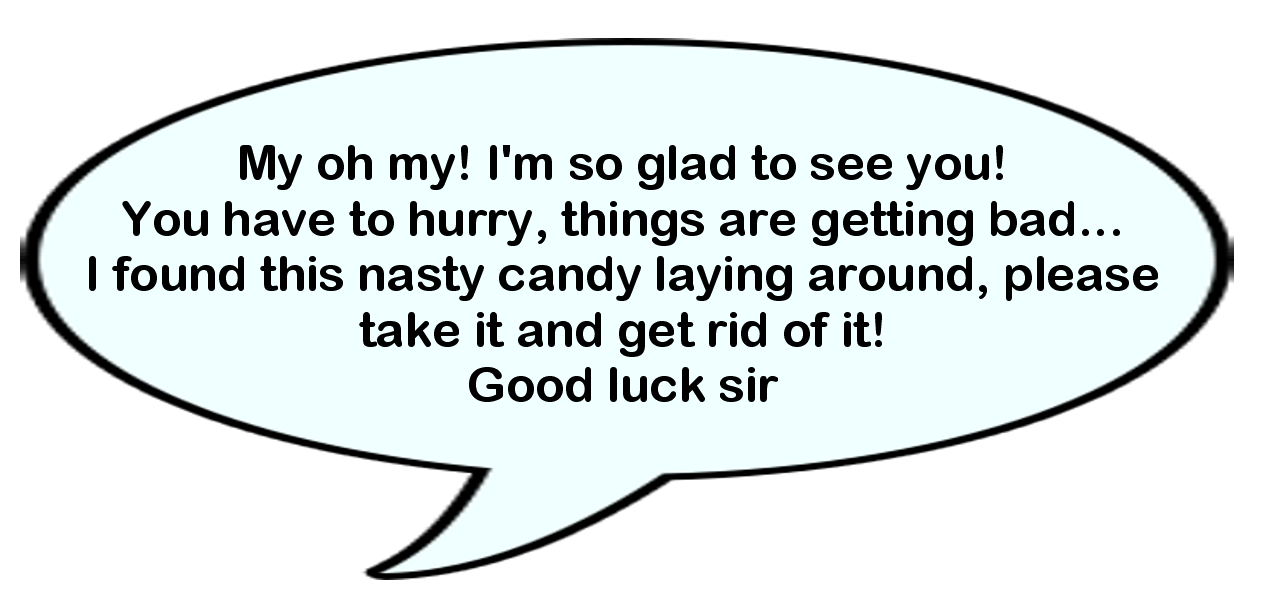 My oh my! I'm so glad to see you!
You have to hurry, things are getting bad...
I found this nasty candy laying around, please
take it and get rid of it!
Good luck sir